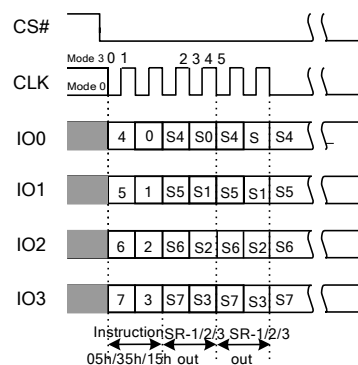 CS#
Mode 3 0 1 2 3 4 5
CLK Mode 0
IO0 4 0 S4 S0 S4 S S4
IO1 5 1 S5 S1 S5 S1 S5
IO2 6 2 S6 S2 S6 S2 S6
IO3 7 3 S7 S3 S7 S3 S7
Instruction SR-1/2/3 SR-1/2/3
05h/35h/15h out out